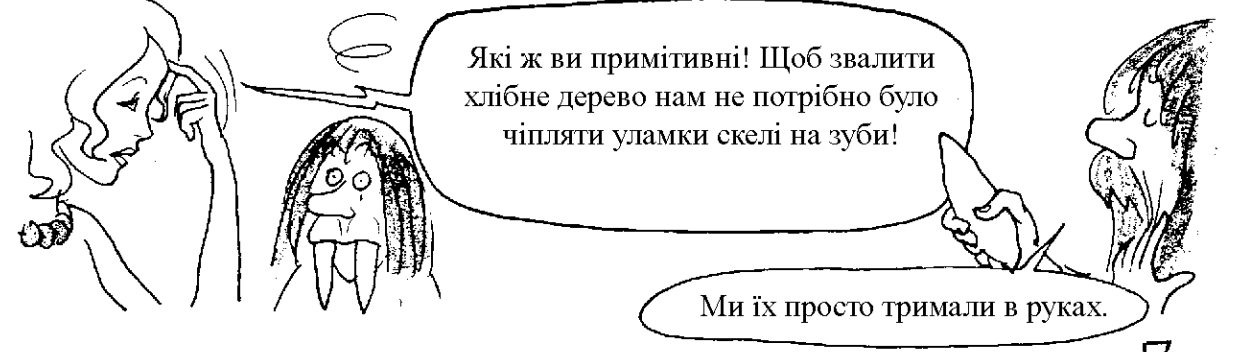 Які ж ви примітивні! Щоб звалити
хлібне дерево нам не потрібно було
чіпляти уламки скелі на зуби!
Ми їх просто тримали в руках.